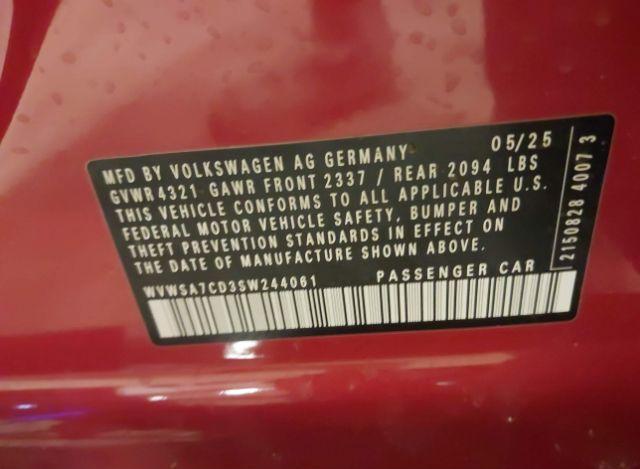 MFD BY VOLKSWAGEN AG GERMANY 05/25
GVWR 4321 GAWR FRONT 2337 / REAR 2094 LBS
THIS VEHICLE CONFORMS TO ALL APPLICABLE U.S.
FEDERAL MOTOR VEHICLE SAFETY, BUMPER AND
THEFT PREVENTION STANDARDS IN EFFECT ON
THE DATE OF MANUFACTURE SHOWN ABOVE.
WVWSA7CD3SW244061 PASSENGER CAR
2150828 4007 3